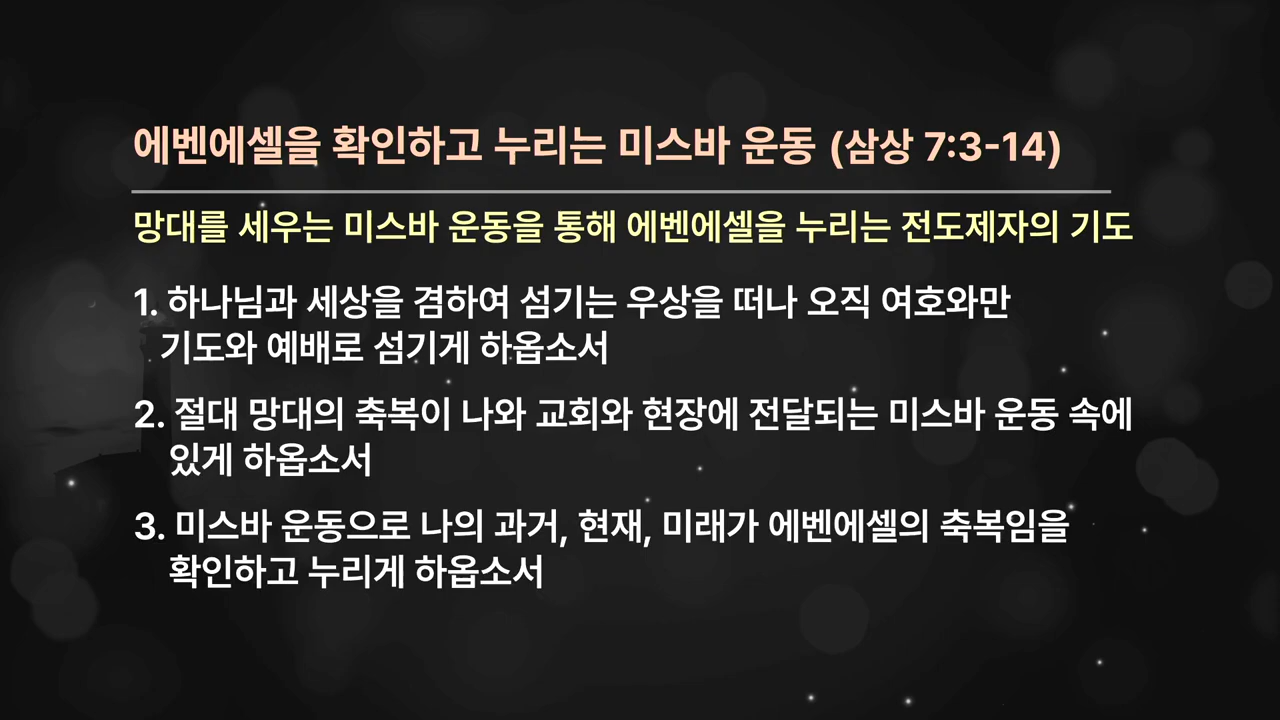 에벤에셀을 확인하고 누리는 미스바 운동 (삼상 7:3-14)
망대를 세우는 미스바 운동을 통해 에벤에셀을 누리는 전도제자의 기도
1. 하나님과 세상을 겸하여 섬기는 우상을 떠나 오직 여호와만
기도와 예배로 섬기게 하옵소서
2. 절대 망대의 축복이 나와 교회와 현장에 전달되는 미스바 운동 속에
있게 하옵소서
3. 미스바 운동으로 나의 과거, 현재, 미래가 에벤에셀의 축복임을
확인하고 누리게 하옵소서